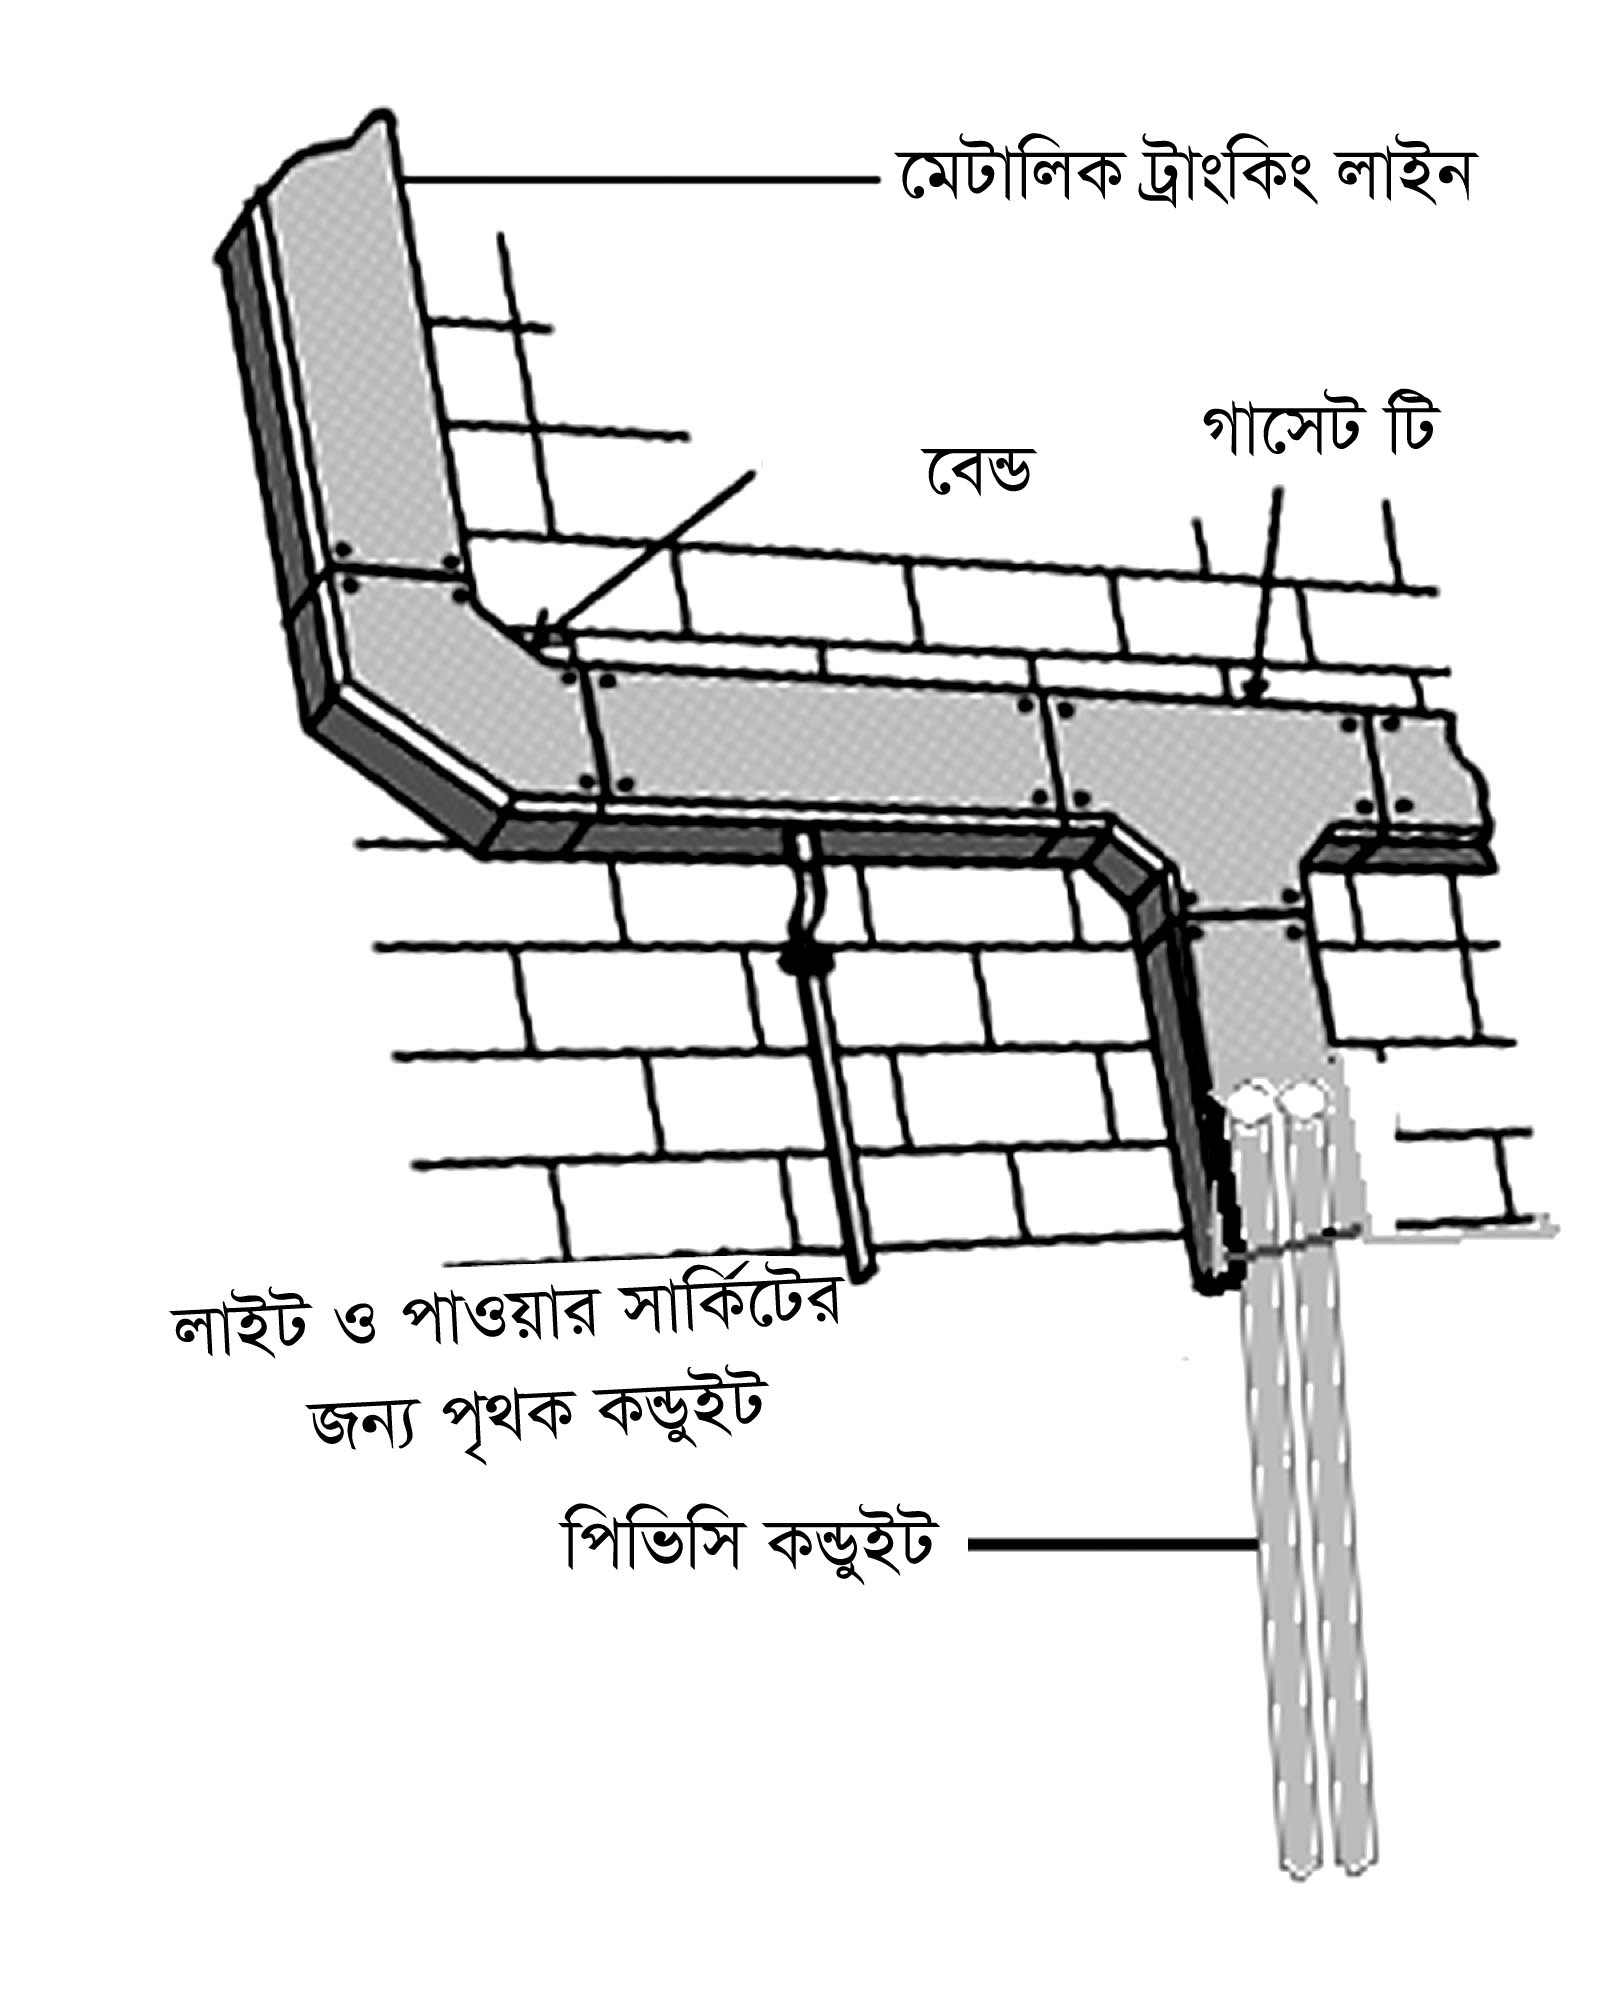 মেটালিক ট্রাংকিং লাইন
গাসেট টি
বেন্ড
লাইট ও পাওয়ার সার্কিটের
জন্য পৃথক কন্ডুইট
পিভিসি কন্ডুইট